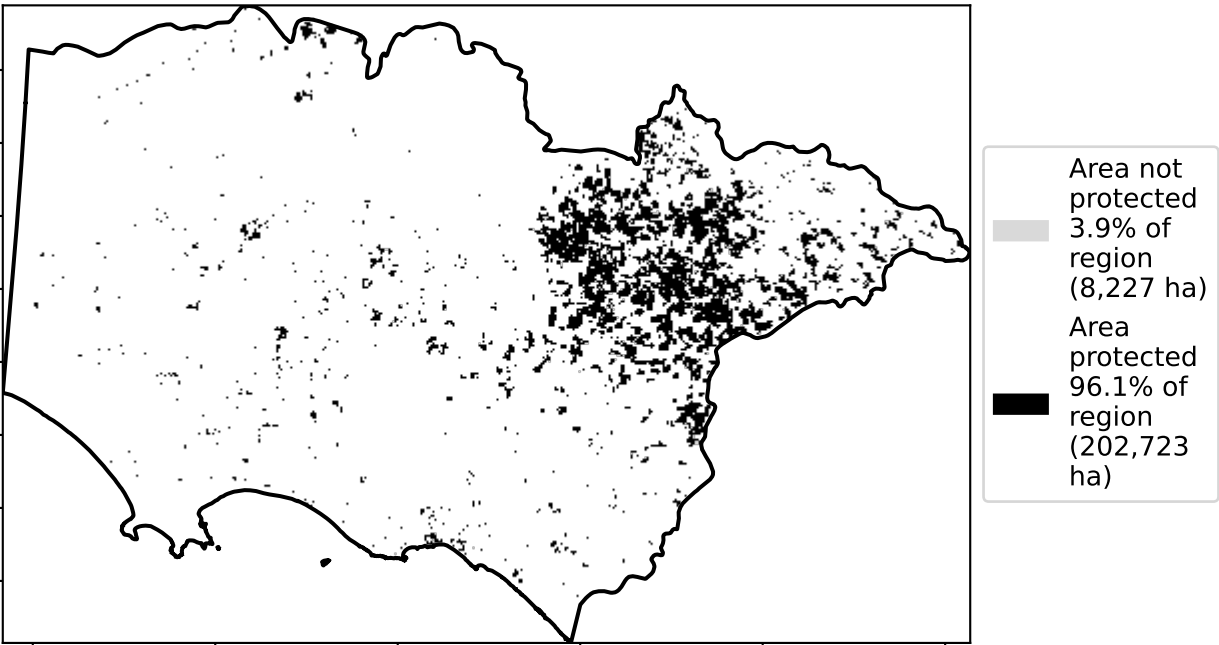 Area not
protected
3.9% of
region
(8,227 ha)
Area
protected
96.1% of
region
(202,723
ha)